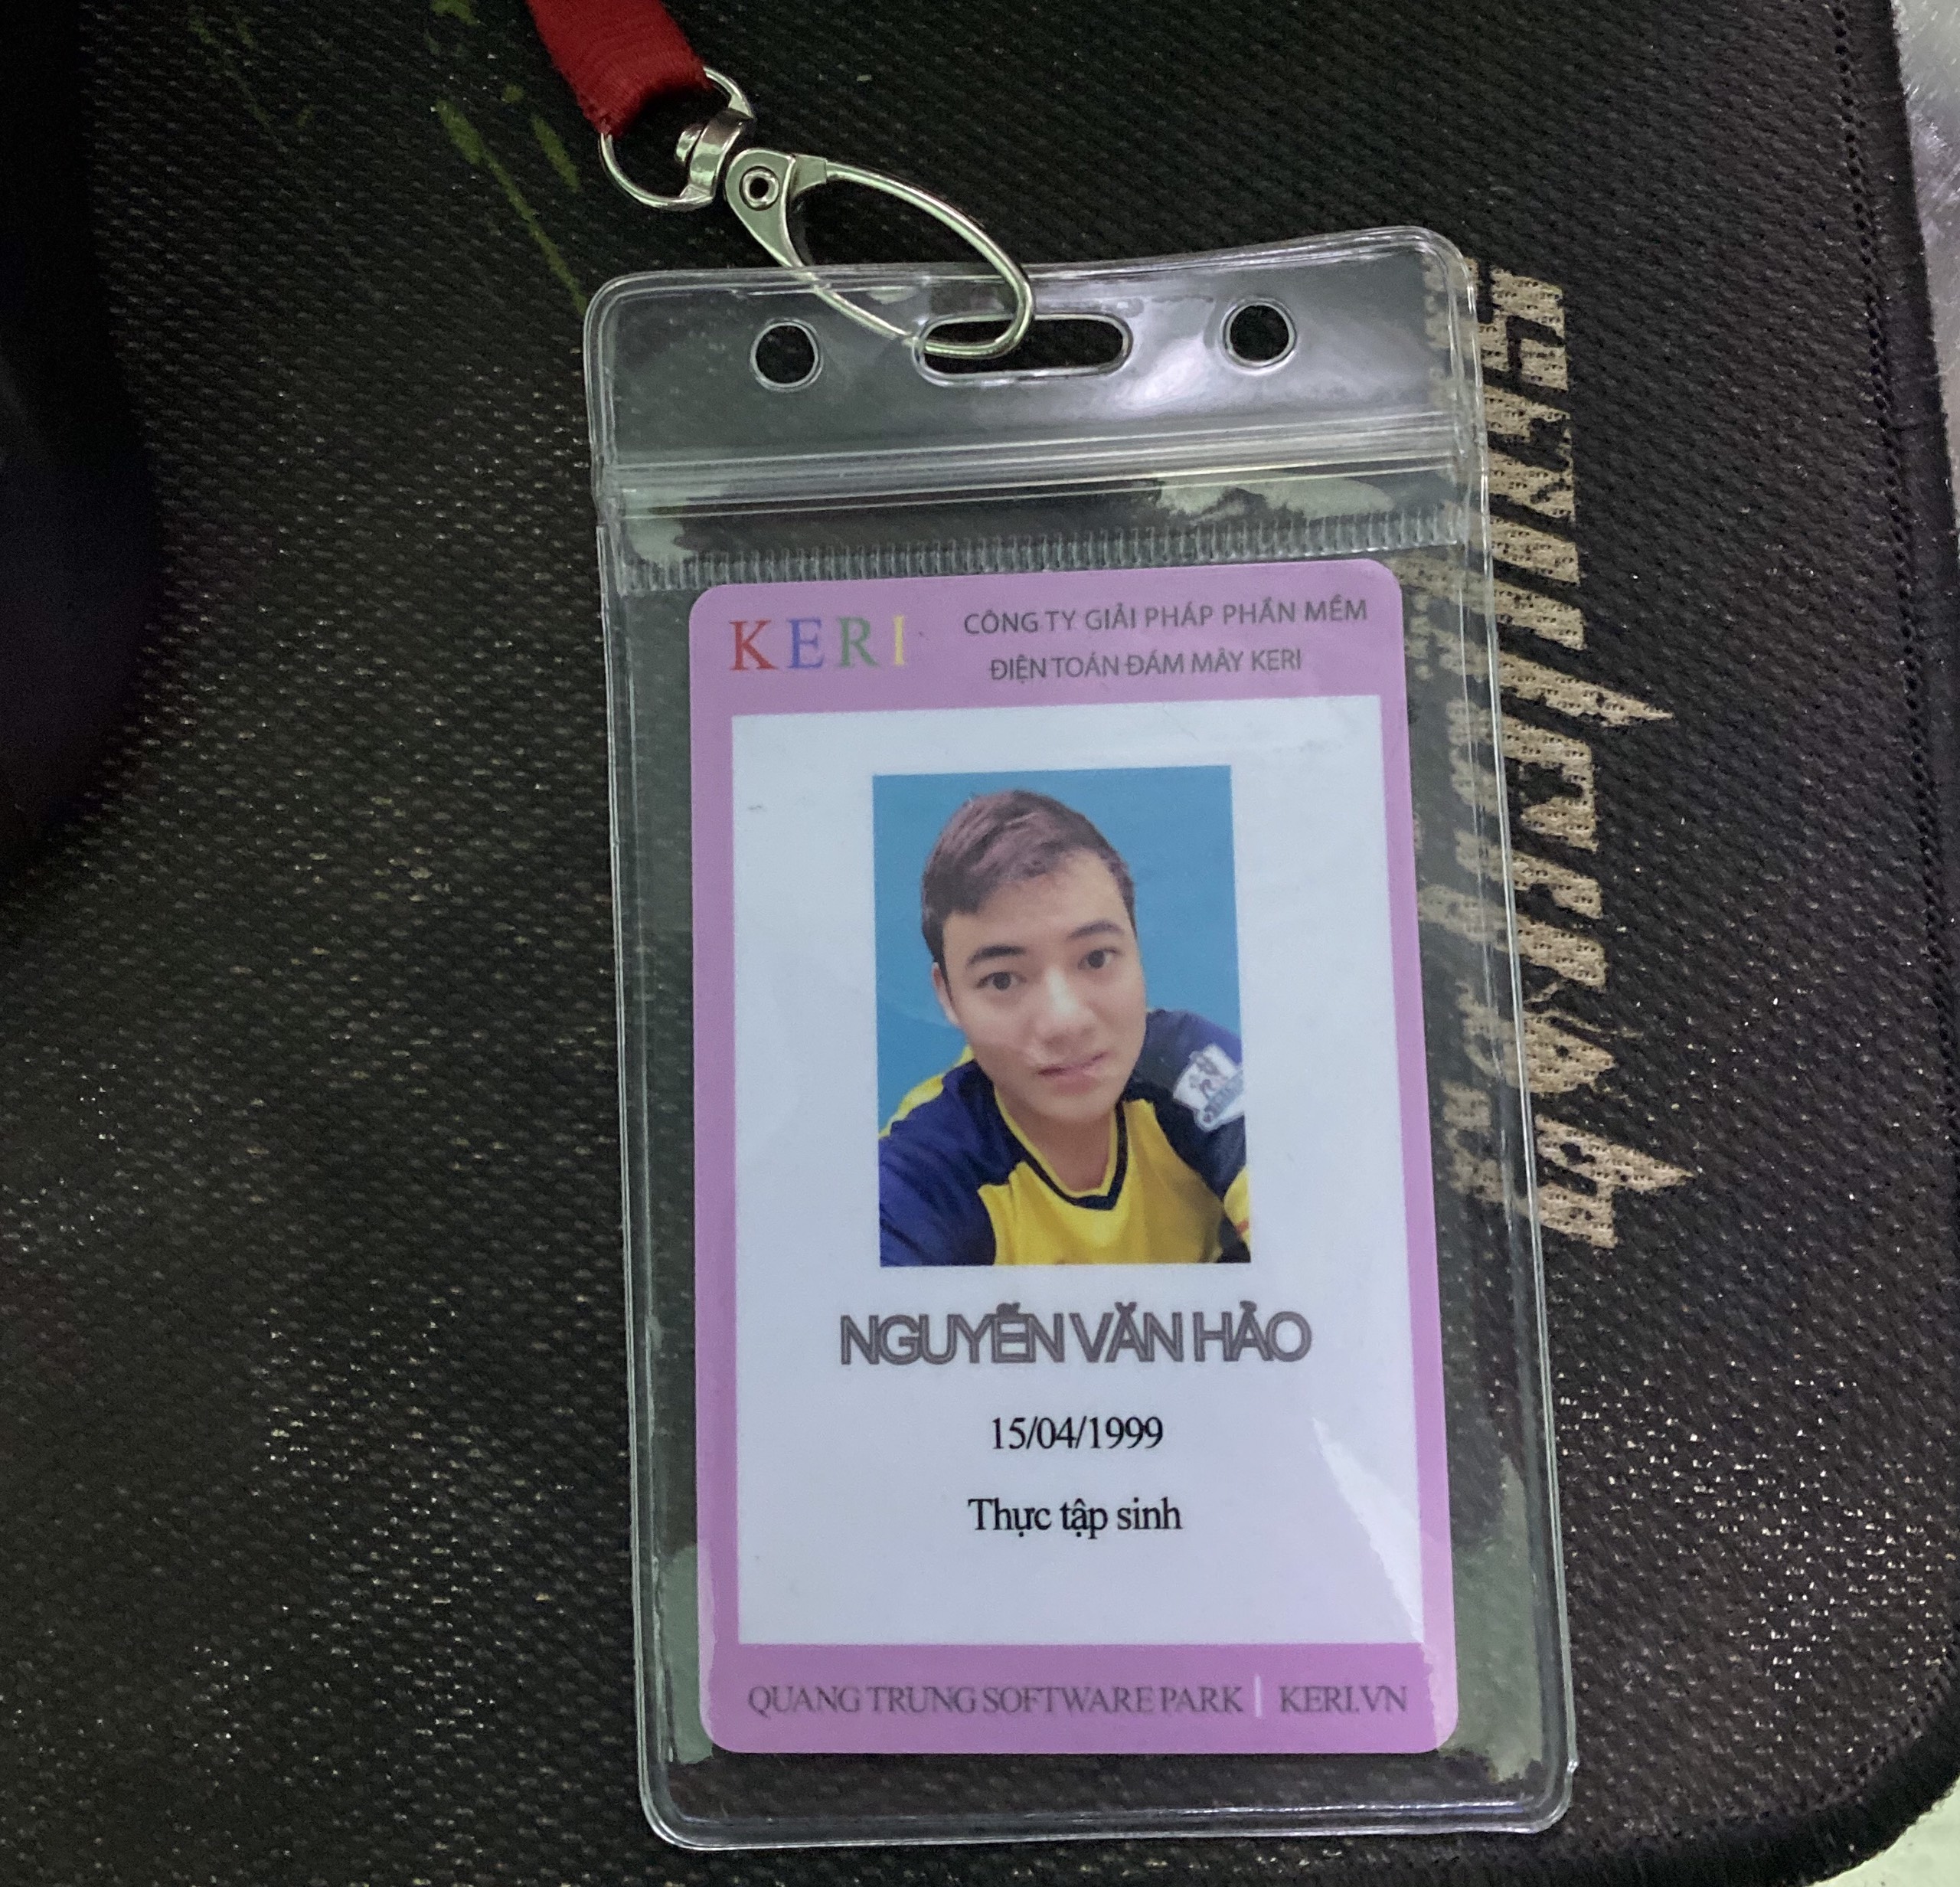 KERI
CÔNG TY GIẢI PHÁP PHẦN MỀM
ĐIỆN TOÁN ĐÁM MÂY KERI
NGUYỄN VĂN HẢO
15/04/1999
Thực tập sinh
QUANG TRUNG SOFTWARE PARK | KERI.VN